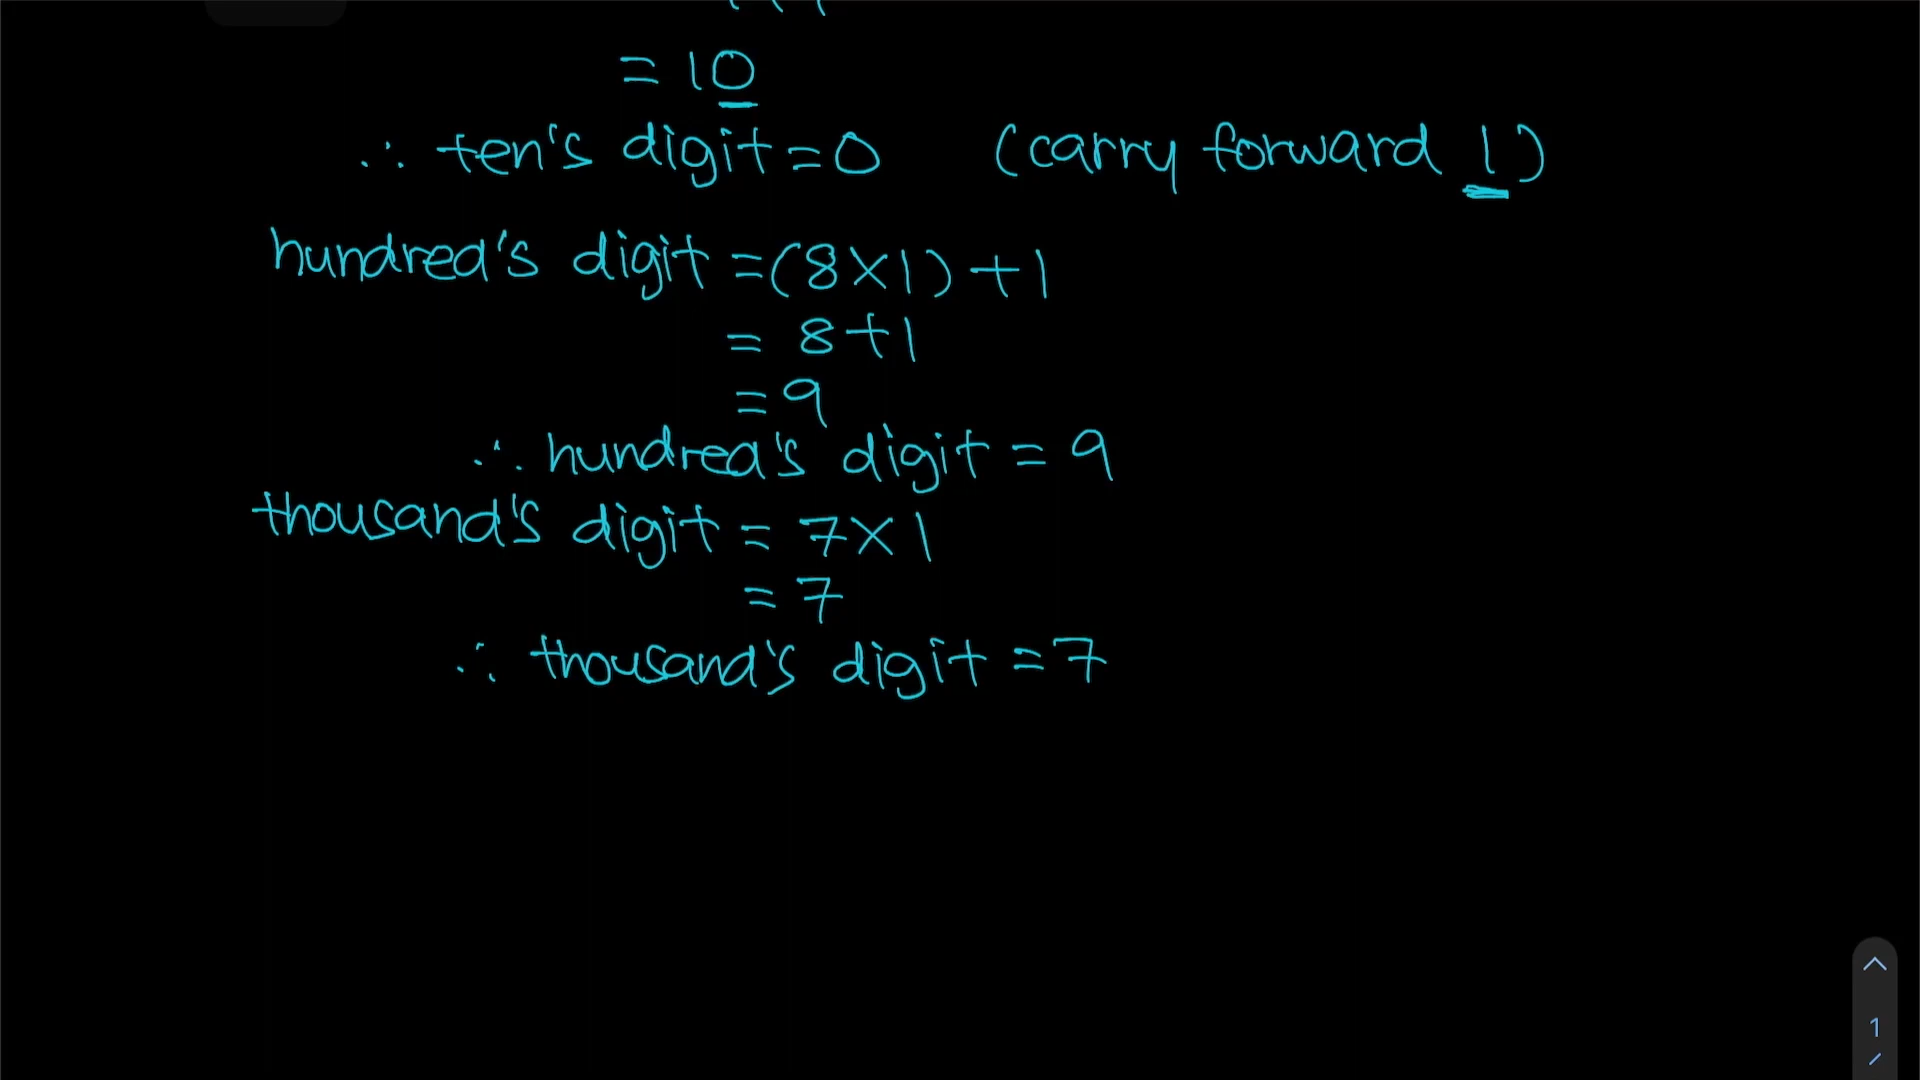 = 10
∴ ten's digit = 0 (carry forward 1)
hundred's digit = (8×1) + 1
= 8+1
= 9
∴ hundred's digit = 9
thousand's digit = 7×1
= 7
∴ thousand's digit = 7
1